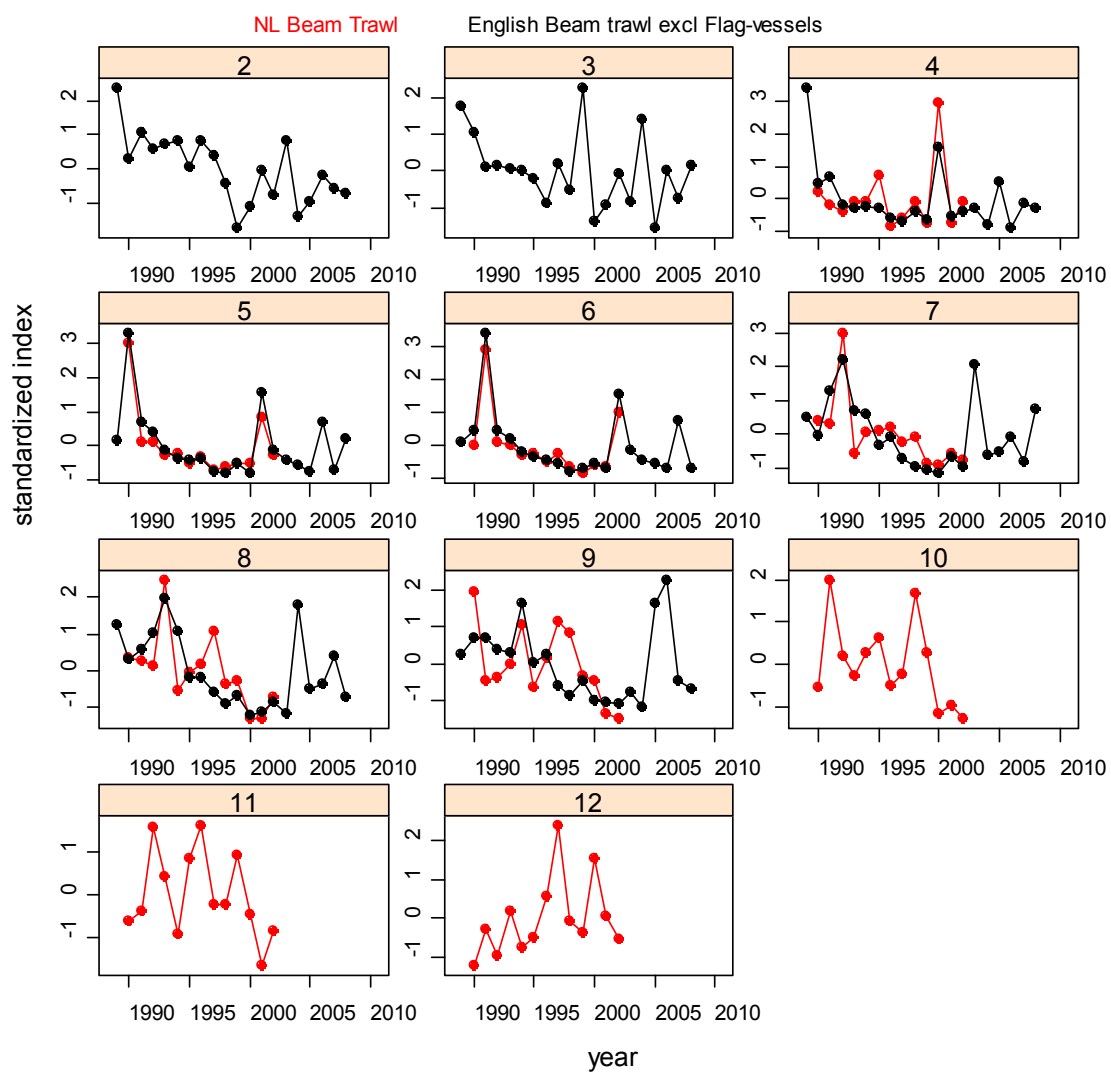 NL Beam Trawl English Beam trawl excl Flag-vessels
2 3 4
2 1 0 -1
2 1 0 -1
3 2 1 0 -1
1990 1995 2000 2005 2010 1990 1995 2000 2005 2010 1990 1995 2000 2005 2010
5 6 7
3 2 1 0 -1
3 2 1 0 -1
3 2 1 0 -1
standardized index
1990 1995 2000 2005 2010 1990 1995 2000 2005 2010 1990 1995 2000 2005 2010
8 9 10
2 1 0 -1
2 1 0 -1
2 1 0 -1
1990 1995 2000 2005 2010 1990 1995 2000 2005 2010 1990 1995 2000 2005 2010
11 12
1 0 -1
2 1 0 -1
1990 1995 2000 2005 2010 1990 1995 2000 2005 2010
year